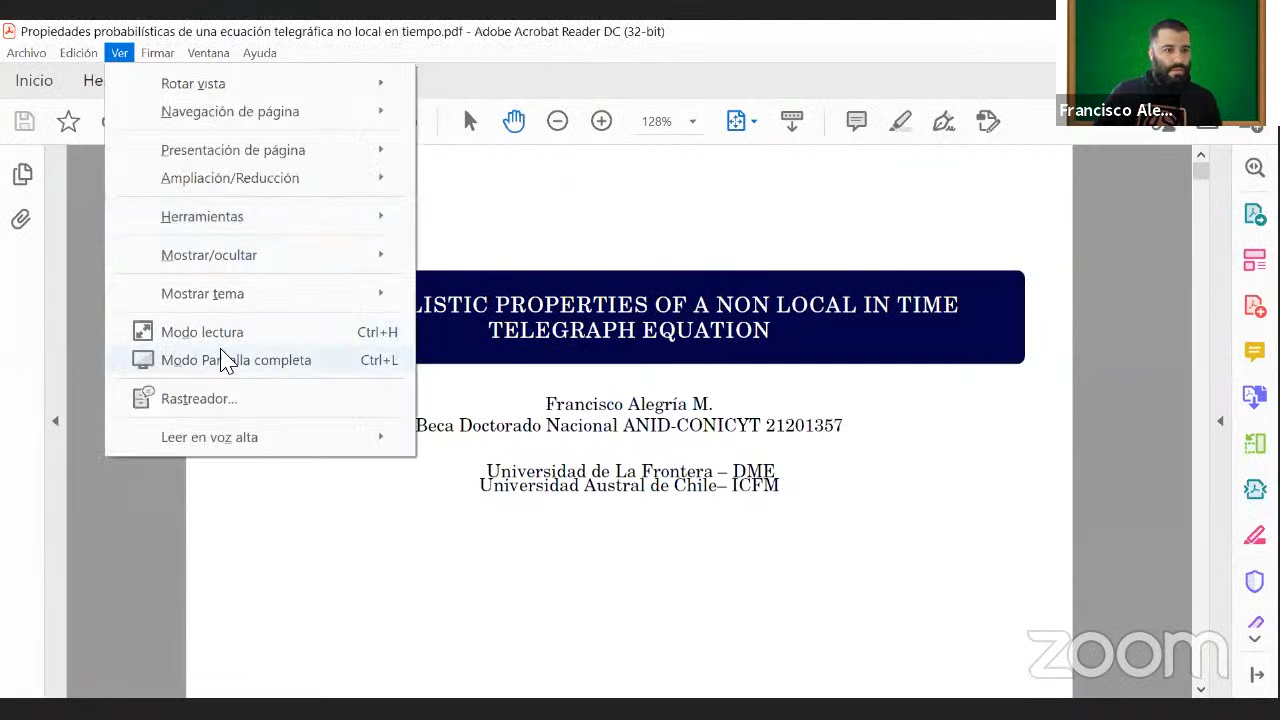 Propiedades probabilísticas de una ecuación telegráfica no local en tiempo.pdf - Adobe Acrobat Reader DC (32-bit)
Archivo Edición Ver Firmar Ventana Ayuda
Inicio He
128%
Rotar vista
Navegación de página
Presentación de página
Ampliación/Reducción
Herramientas
Mostrar/ocultar
Mostrar tema
Modo lectura Ctrl+H
Modo Pantalla completa Ctrl+L
Rastreador...
Leer en voz alta
LISTIC PROPERTIES OF A NON LOCAL IN TIME
TELEGRAPH EQUATION
Francisco Alegría M.
Beca Doctorado Nacional ANID-CONICYT 21201357
Universidad de La Frontera – DME
Universidad Austral de Chile– ICFM
Francisco Ale...
zoom